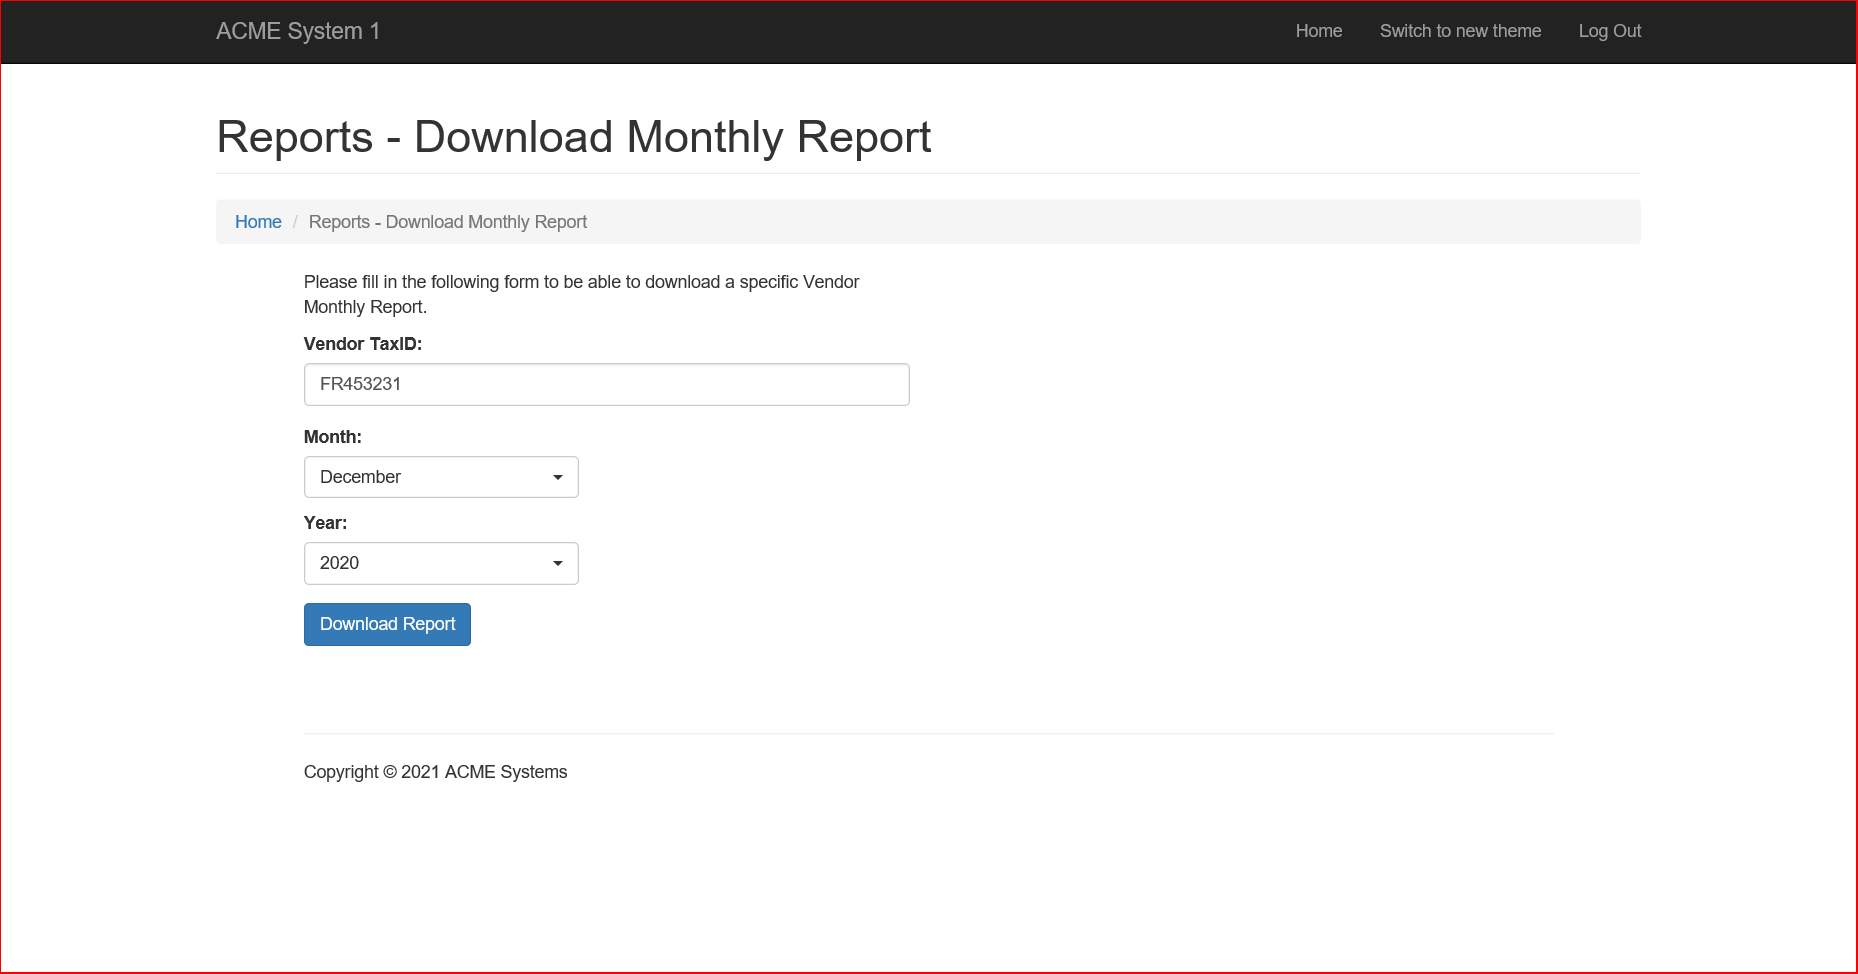 ACME System 1
Home
Switch to new theme
Log Out
Reports - Download Monthly Report
Home / Reports - Download Monthly Report
Please fill in the following form to be able to download a specific Vendor
Monthly Report.
Vendor TaxID:
FR453231
Month:
December
Year:
2020
Download Report
Copyright © 2021 ACME Systems